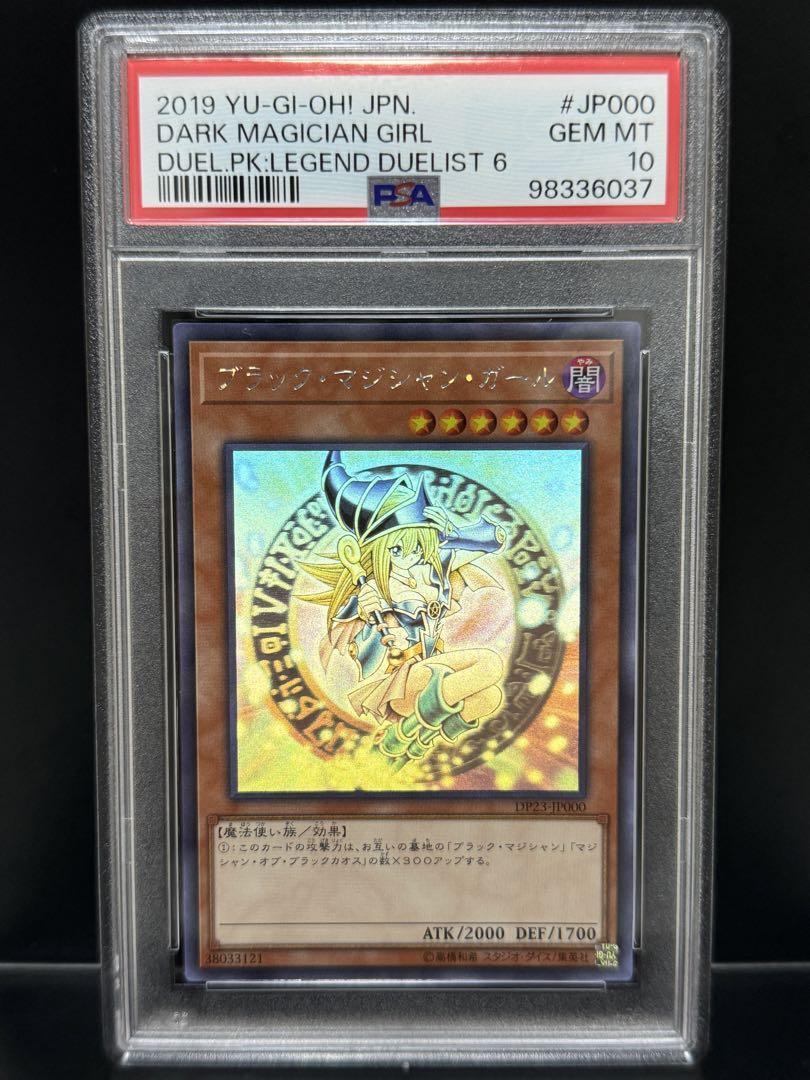 2019 YU-GI-OH! JPN. #JP000
DARK MAGICIAN GIRL GEM MT
DUEL.PK:LEGEND DUELIST 6 10
PSA 98336037
ブラック・マジシャン・ガール
やみ
闇
DP23-JP000
【魔法使い族/効果】
①:このカードの攻撃力は、お互いの墓地の「ブラック・マジシャン」「マジ
シャン・オブ・ブラックカオス」の数×300アップする。
ATK/2000 DEF/1700
38033121 ©高橋和希 スタジオ・ダイス/集英社